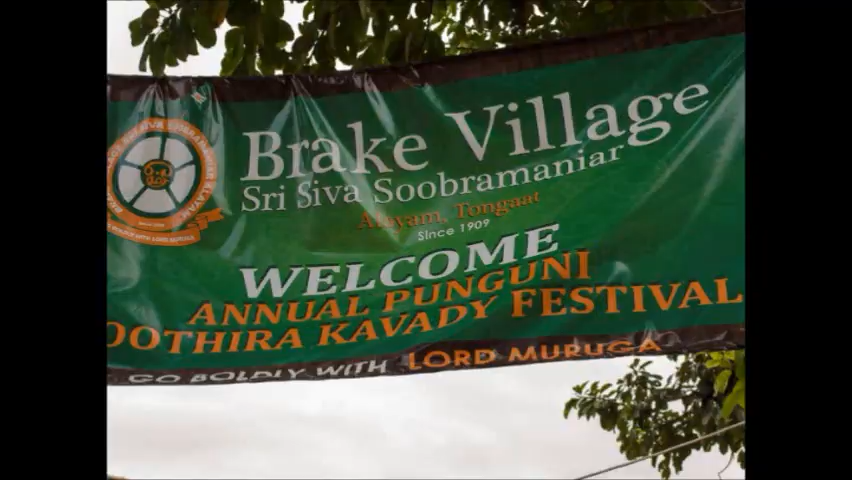 Brake Village
Sri Siva Soobramaniar
Alayam, Tongaat
Since 1909
WELCOME
ANNUAL PUNGUNI
OOTHIRA KAVADY FESTIVAL
GO BOLDLY WITH LORD MURUGA